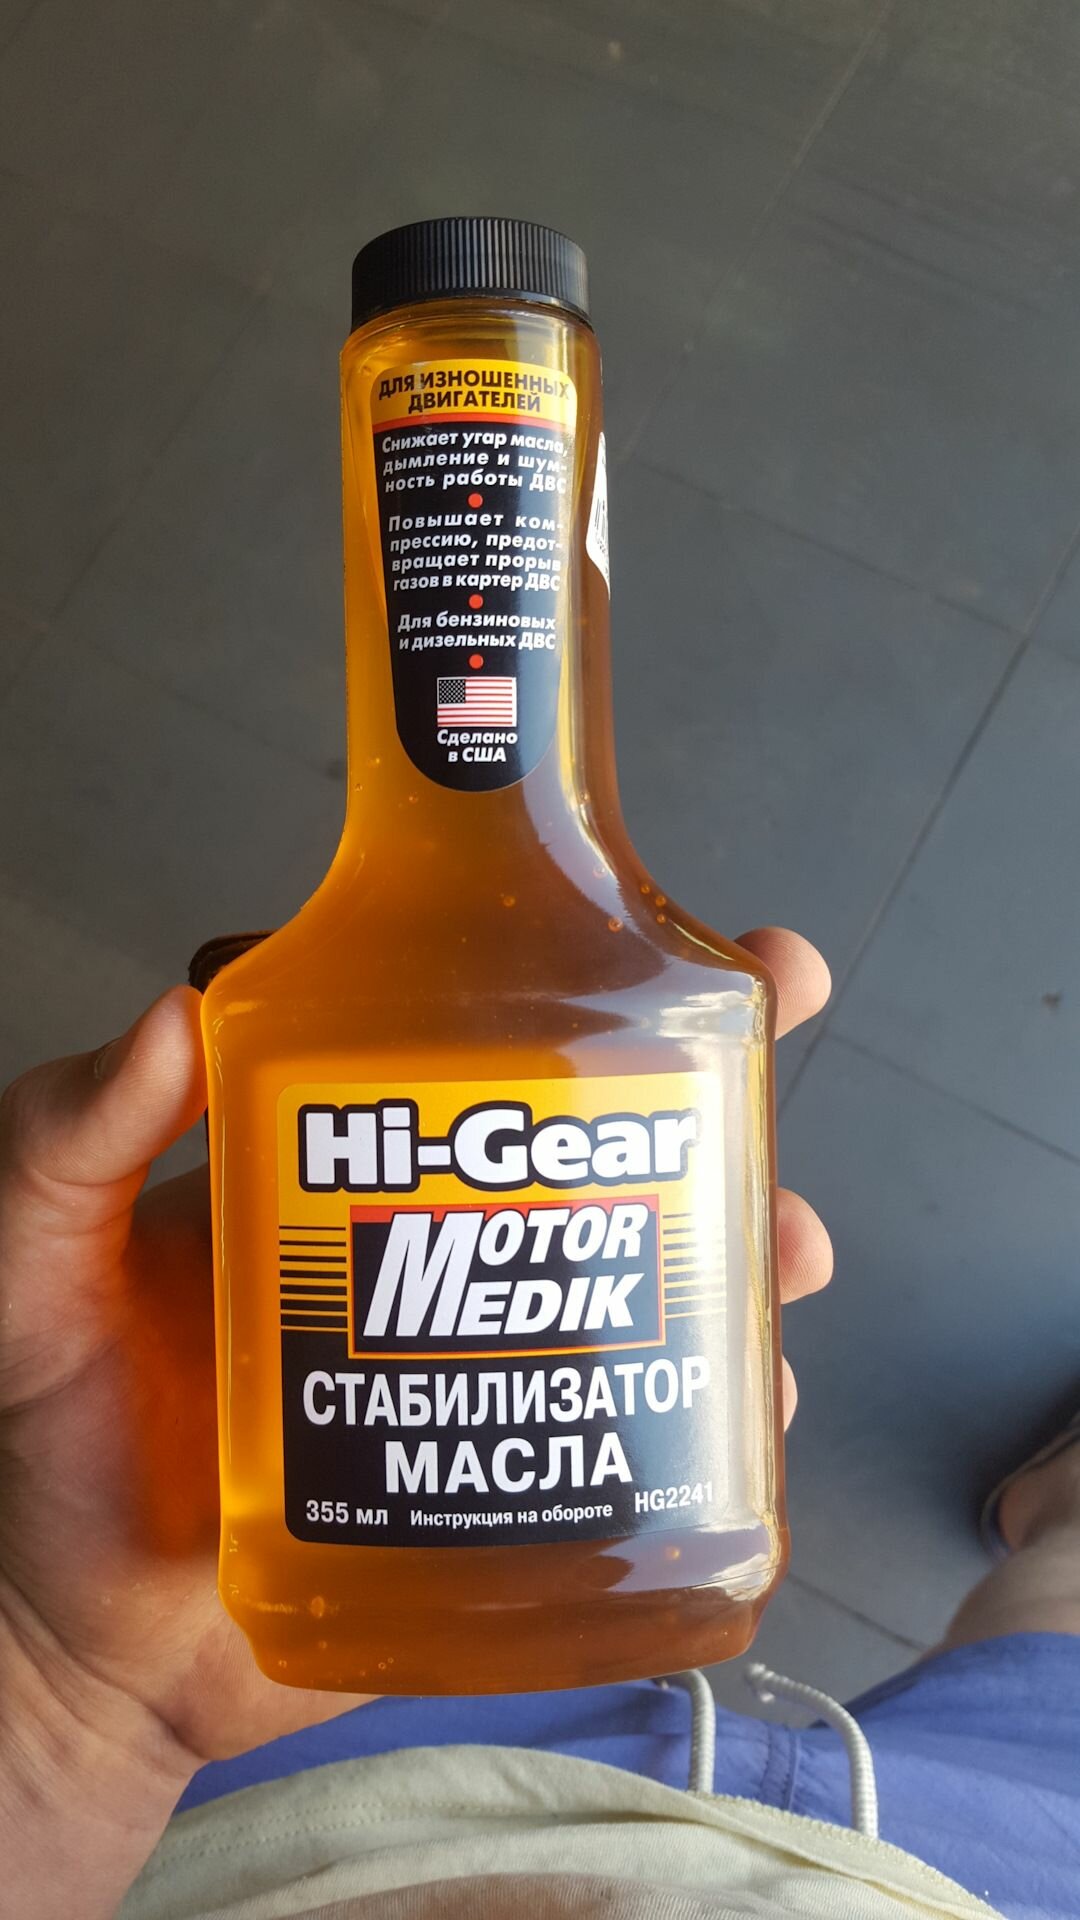 ДЛЯ ИЗНОШЕННЫХ
ДВИГАТЕЛЕЙ
Снижает угар масла,
дымление и шум-
ность работы ДВС
Повышает ком-
прессию, предот-
вращает прорыв
газов в картер ДВС
Для бензиновых
и дизельных ДВС
Сделано
в США
Hi-Gear
MOTOR
MEDIK
СТАБИЛИЗАТОР
МАСЛА
355 мл Инструкция на обороте HG2241